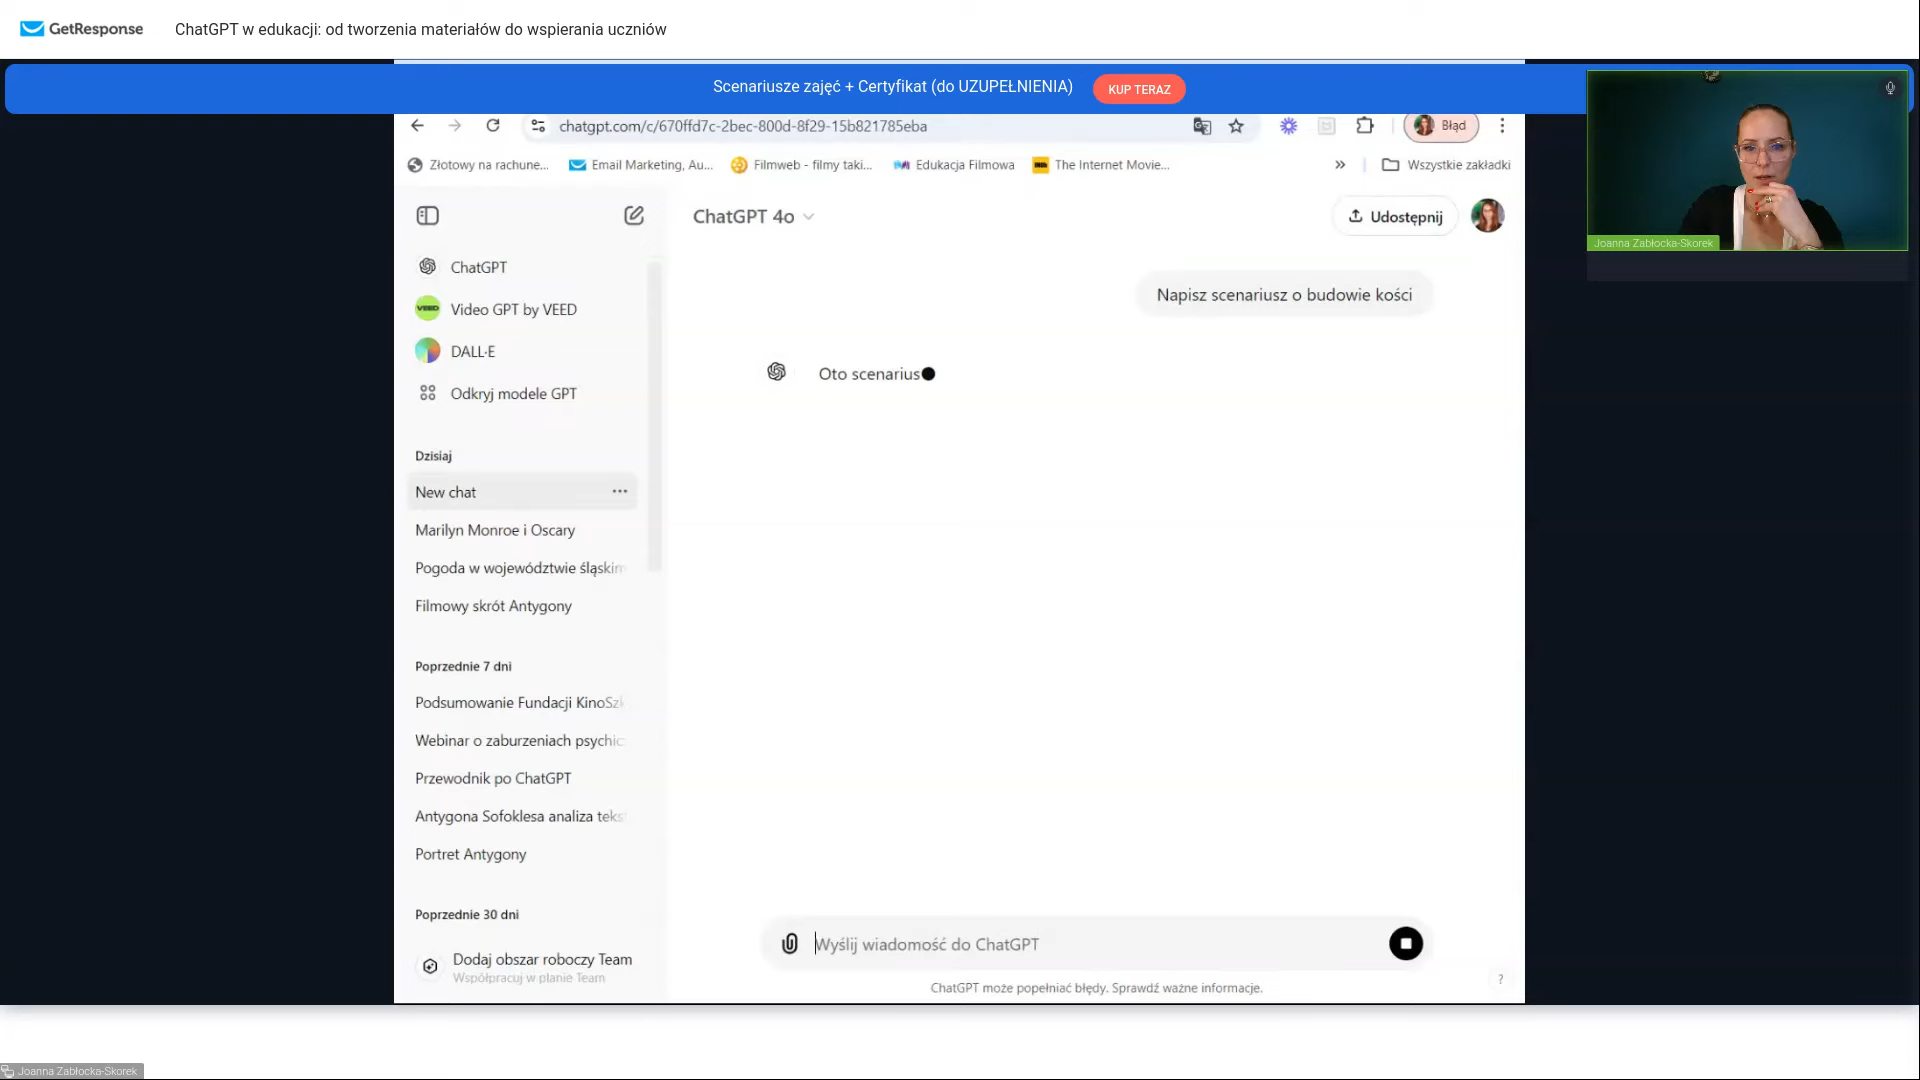 GetResponse
ChatGPT w edukacji: od tworzenia materiałów do wspierania uczniów
Scenariusze zajęć + Certyfikat (do UZUPEŁNIENIA)
KUP TERAZ
chatgpt.com/c/670ffd7c-2bec-800d-8f29-15b821785eba
Błąd
Złotowy na rachune...
Email Marketing, Au...
Filmweb - filmy taki...
Edukacja Filmowa
The Internet Movie...
Wszystkie zakładki
ChatGPT 4o
Udostępnij
Joanna Zabłocka-Skorek
ChatGPT
VEED
Video GPT by VEED
DALL·E
Odkryj modele GPT
Dzisiaj
New chat
Marilyn Monroe i Oscary
Pogoda w województwie śląskim
Filmowy skrót Antygony
Poprzednie 7 dni
Podsumowanie Fundacji KinoSzk
Webinar o zaburzeniach psychic
Przewodnik po ChatGPT
Antygona Sofoklesa analiza tekst
Portret Antygony
Poprzednie 30 dni
Dodaj obszar roboczy Team
Współpracuj w planie Team
Napisz scenariusz o budowie kości
Oto scenarius
Wyślij wiadomość do ChatGPT
ChatGPT może popełniać błędy. Sprawdź ważne informacje.
?
Joanna Zabłocka-Skorek